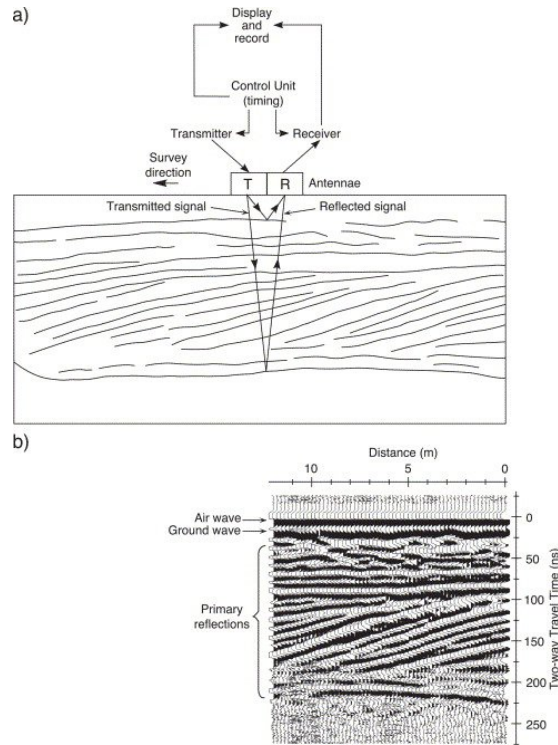 a)
Display
and
record
Control Unit
(timing)
Transmitter
Receiver
Survey
direction
T
R
Antennae
Transmitted signal
Reflected signal
b)
Distance (m)
10
5
0
Air wave
Ground wave
Primary
reflections
0
50
100
150
200
250
Two-way Travel Time (ns)